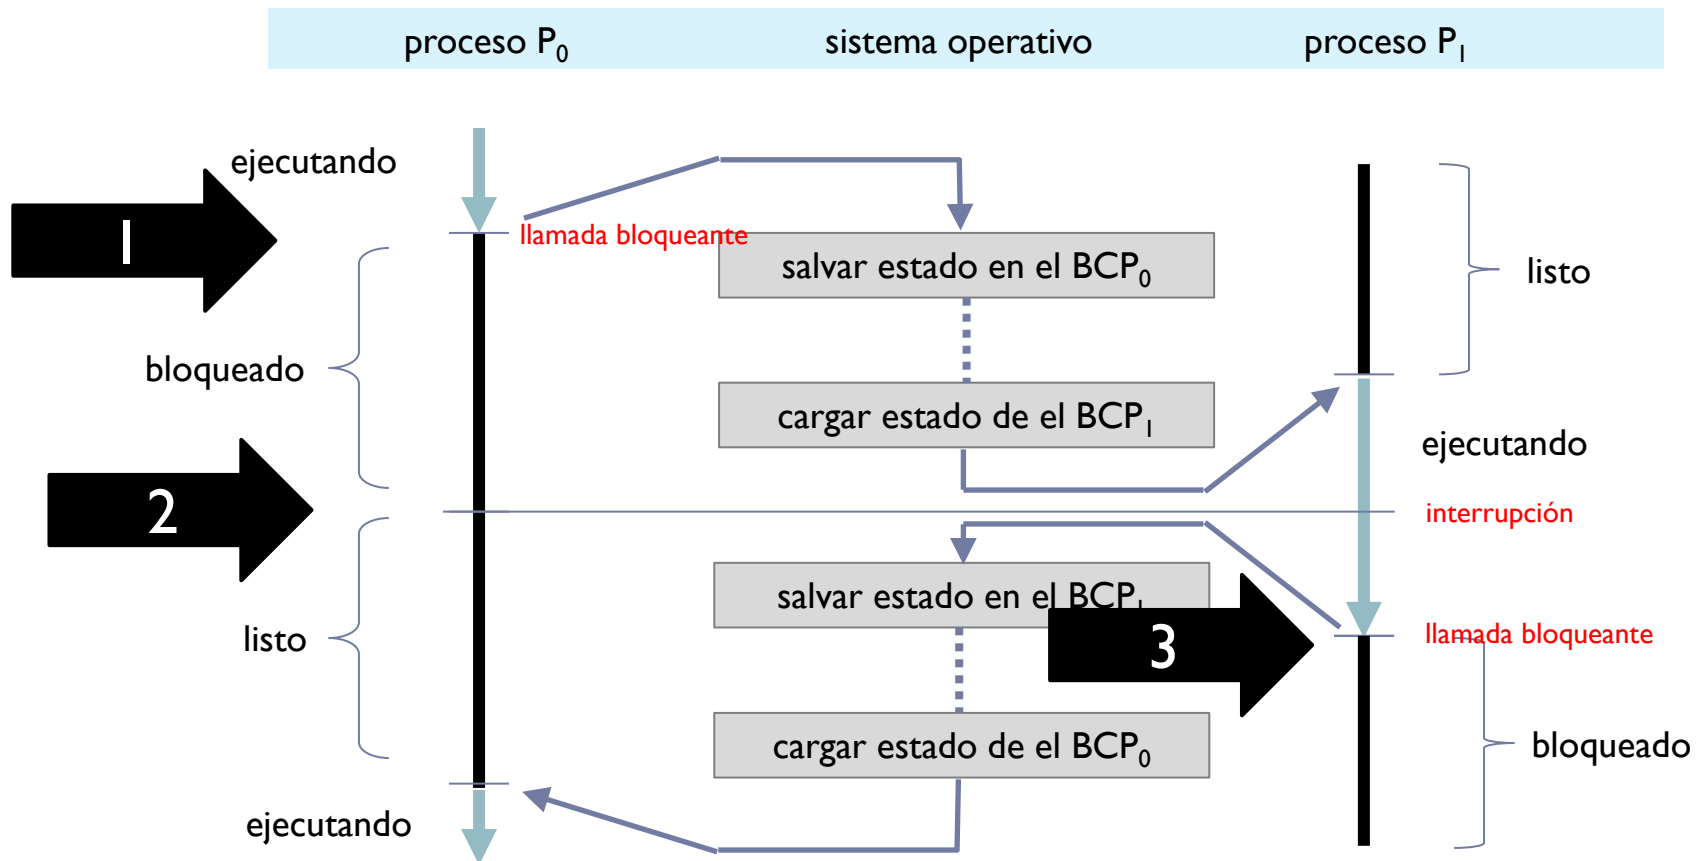 proceso P₀ sistema operativo proceso P₁
ejecutando
1
llamada bloqueante
salvar estado en el BCP₀
listo
bloqueado
cargar estado de el BCP₁
ejecutando
2
interrupción
salvar estado en el BCP₁
listo
3
llamada bloqueante
cargar estado de el BCP₀
bloqueado
ejecutando